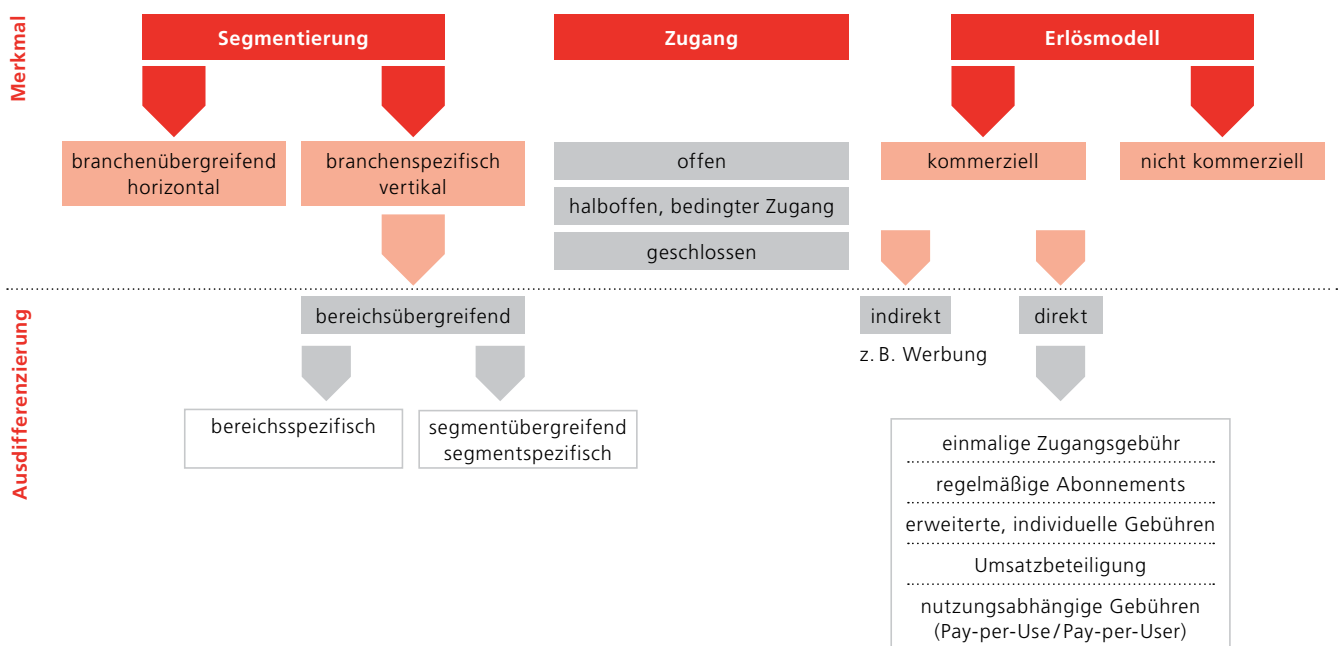 Merkmal
Segmentierung
Zugang
Erlösmodell
branchenübergreifend
horizontal
branchenspezifisch
vertikal
offen
halboffen, bedingter Zugang
geschlossen
kommerziell
nicht kommerziell
Ausdifferenzierung
bereichsübergreifend
bereichsspezifisch
segmentübergreifend
segmentspezifisch
indirekt
z. B. Werbung
direkt
einmalige Zugangsgebühr
regelmäßige Abonnements
erweiterte, individuelle Gebühren
Umsatzbeteiligung
nutzungsabhängige Gebühren
(Pay-per-Use/Pay-per-User)